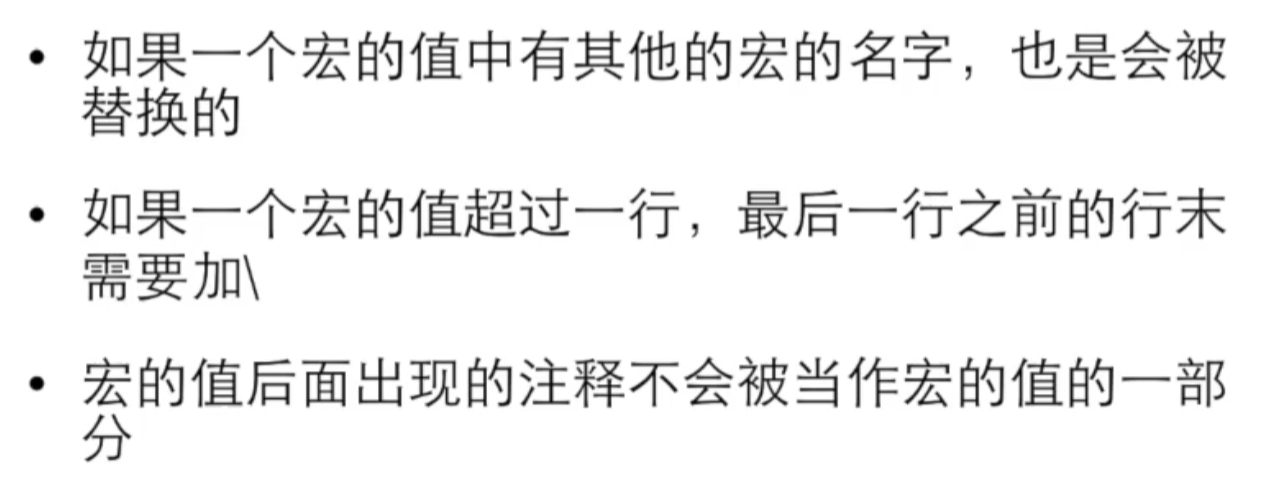 • 如果一个宏的值中有其他的宏的名字，也是会被
替换的
• 如果一个宏的值超过一行，最后一行之前的行末
需要加\
• 宏的值后面出现的注释不会被当作宏的值的一部
分